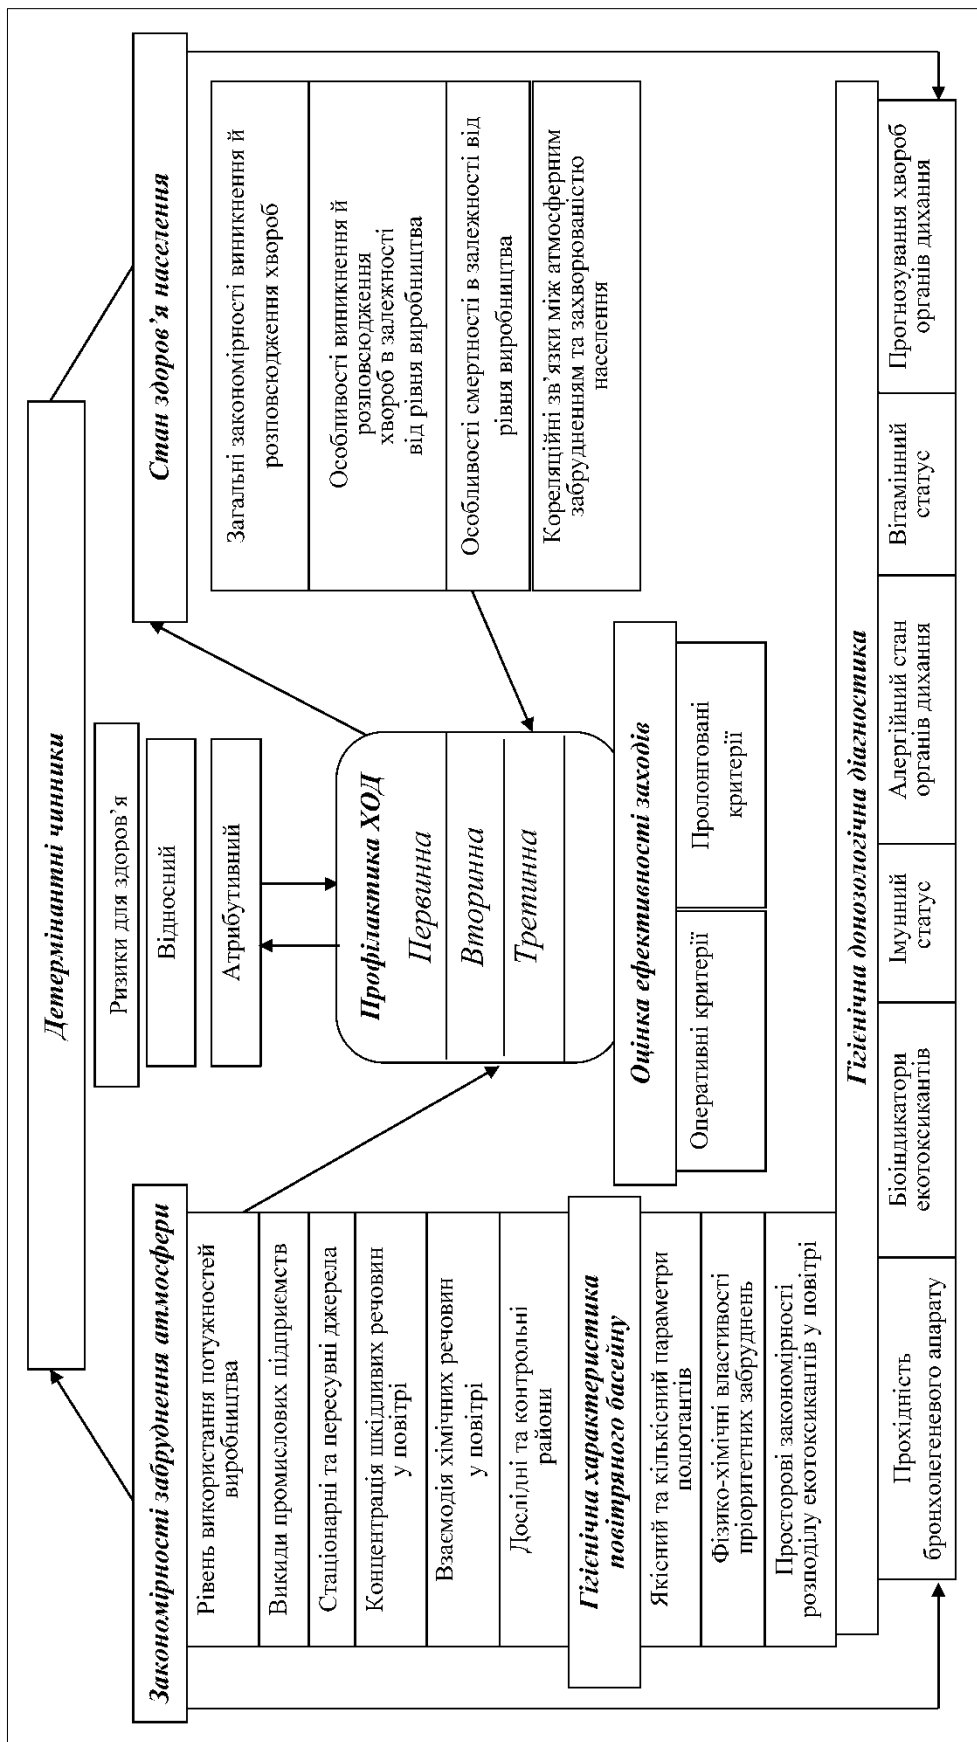 Детермінантні чинники
Закономірності забруднення атмосфери
Рівень використання потужностей
виробництва
Викиди промислових підприємств
Стаціонарні та пересувні джерела
Концентрація шкідливих речовин
у повітрі
Взаємодія хімічних речовин
у повітрі
Дослідні та контрольні
райони
Гігієнічна характеристика
повітряного басейну
Якісний та кількісний параметри
полютантів
Фізико-хімічні властивості
пріоритетних забруднень
Просторові закономірності
розподілу екотоксикантів у повітрі
Ризики для здоров’я
Відносний
Атрибутивний
Профілактика ХОД
Первинна
Вторинна
Третинна
Оцінка ефективності заходів
Оперативні критерії
Пролонговані
критерії
Стан здоров’я населення
Загальні закономірності виникнення й
розповсюдження хвороб
Особливості виникнення й
розповсюдження
хвороб в залежності
від рівня виробництва
Особливості смертності в залежності від
рівня виробництва
Кореляційні зв’язки між атмосферним
забрудненням та захворюваністю
населення
Гігієнічна донозологічна діагностика
Прохідність
бронхолегеневого апарату
Біоіндикатори
екотоксикантів
Імунний
статус
Алергійний стан
органів дихання
Вітамінний
статус
Прогнозування хвороб
органів дихання